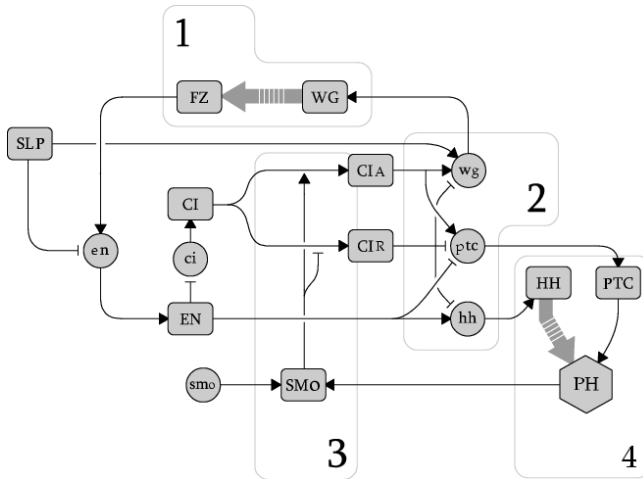 1
FZ
WG
SLP
CIA
wg
2
CI
en
CIR
ptc
ci
HH
PTC
EN
hh
smo
SMO
PH
3
4